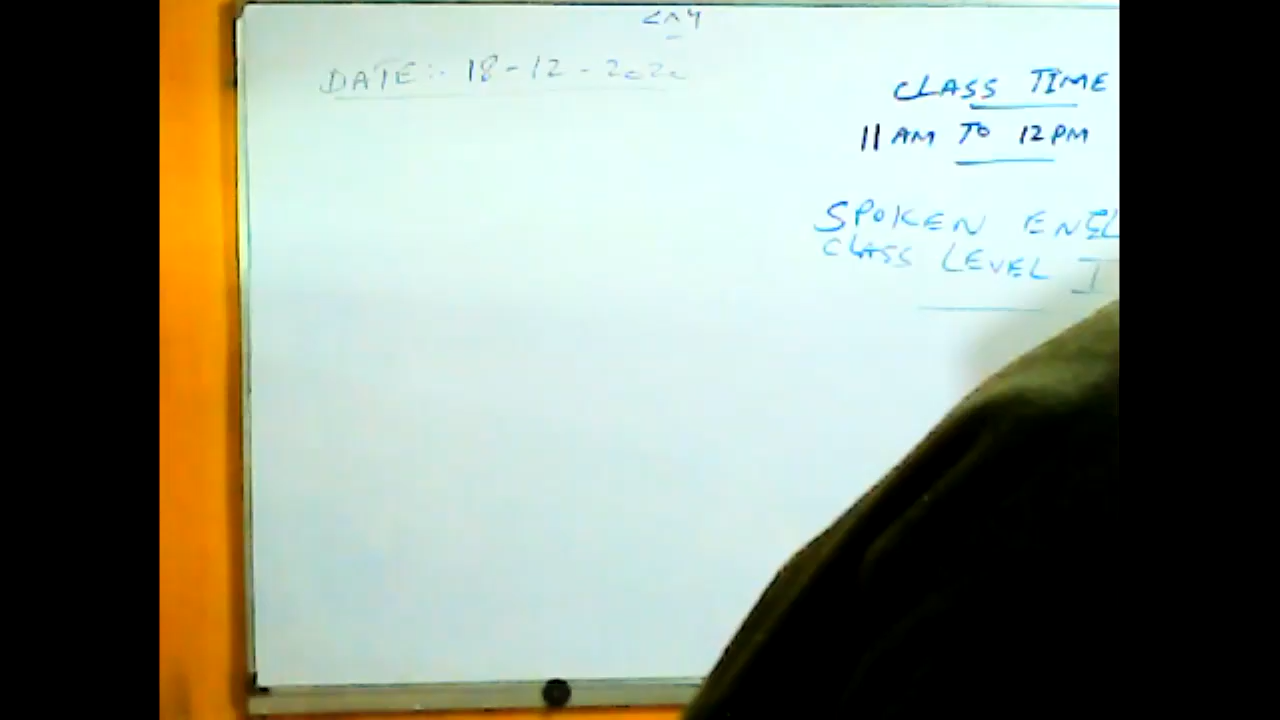 DATE:- 18-12-2020
CLASS TIME
11 AM TO 12 PM
SPOKEN ENGL
CLASS LEVEL I